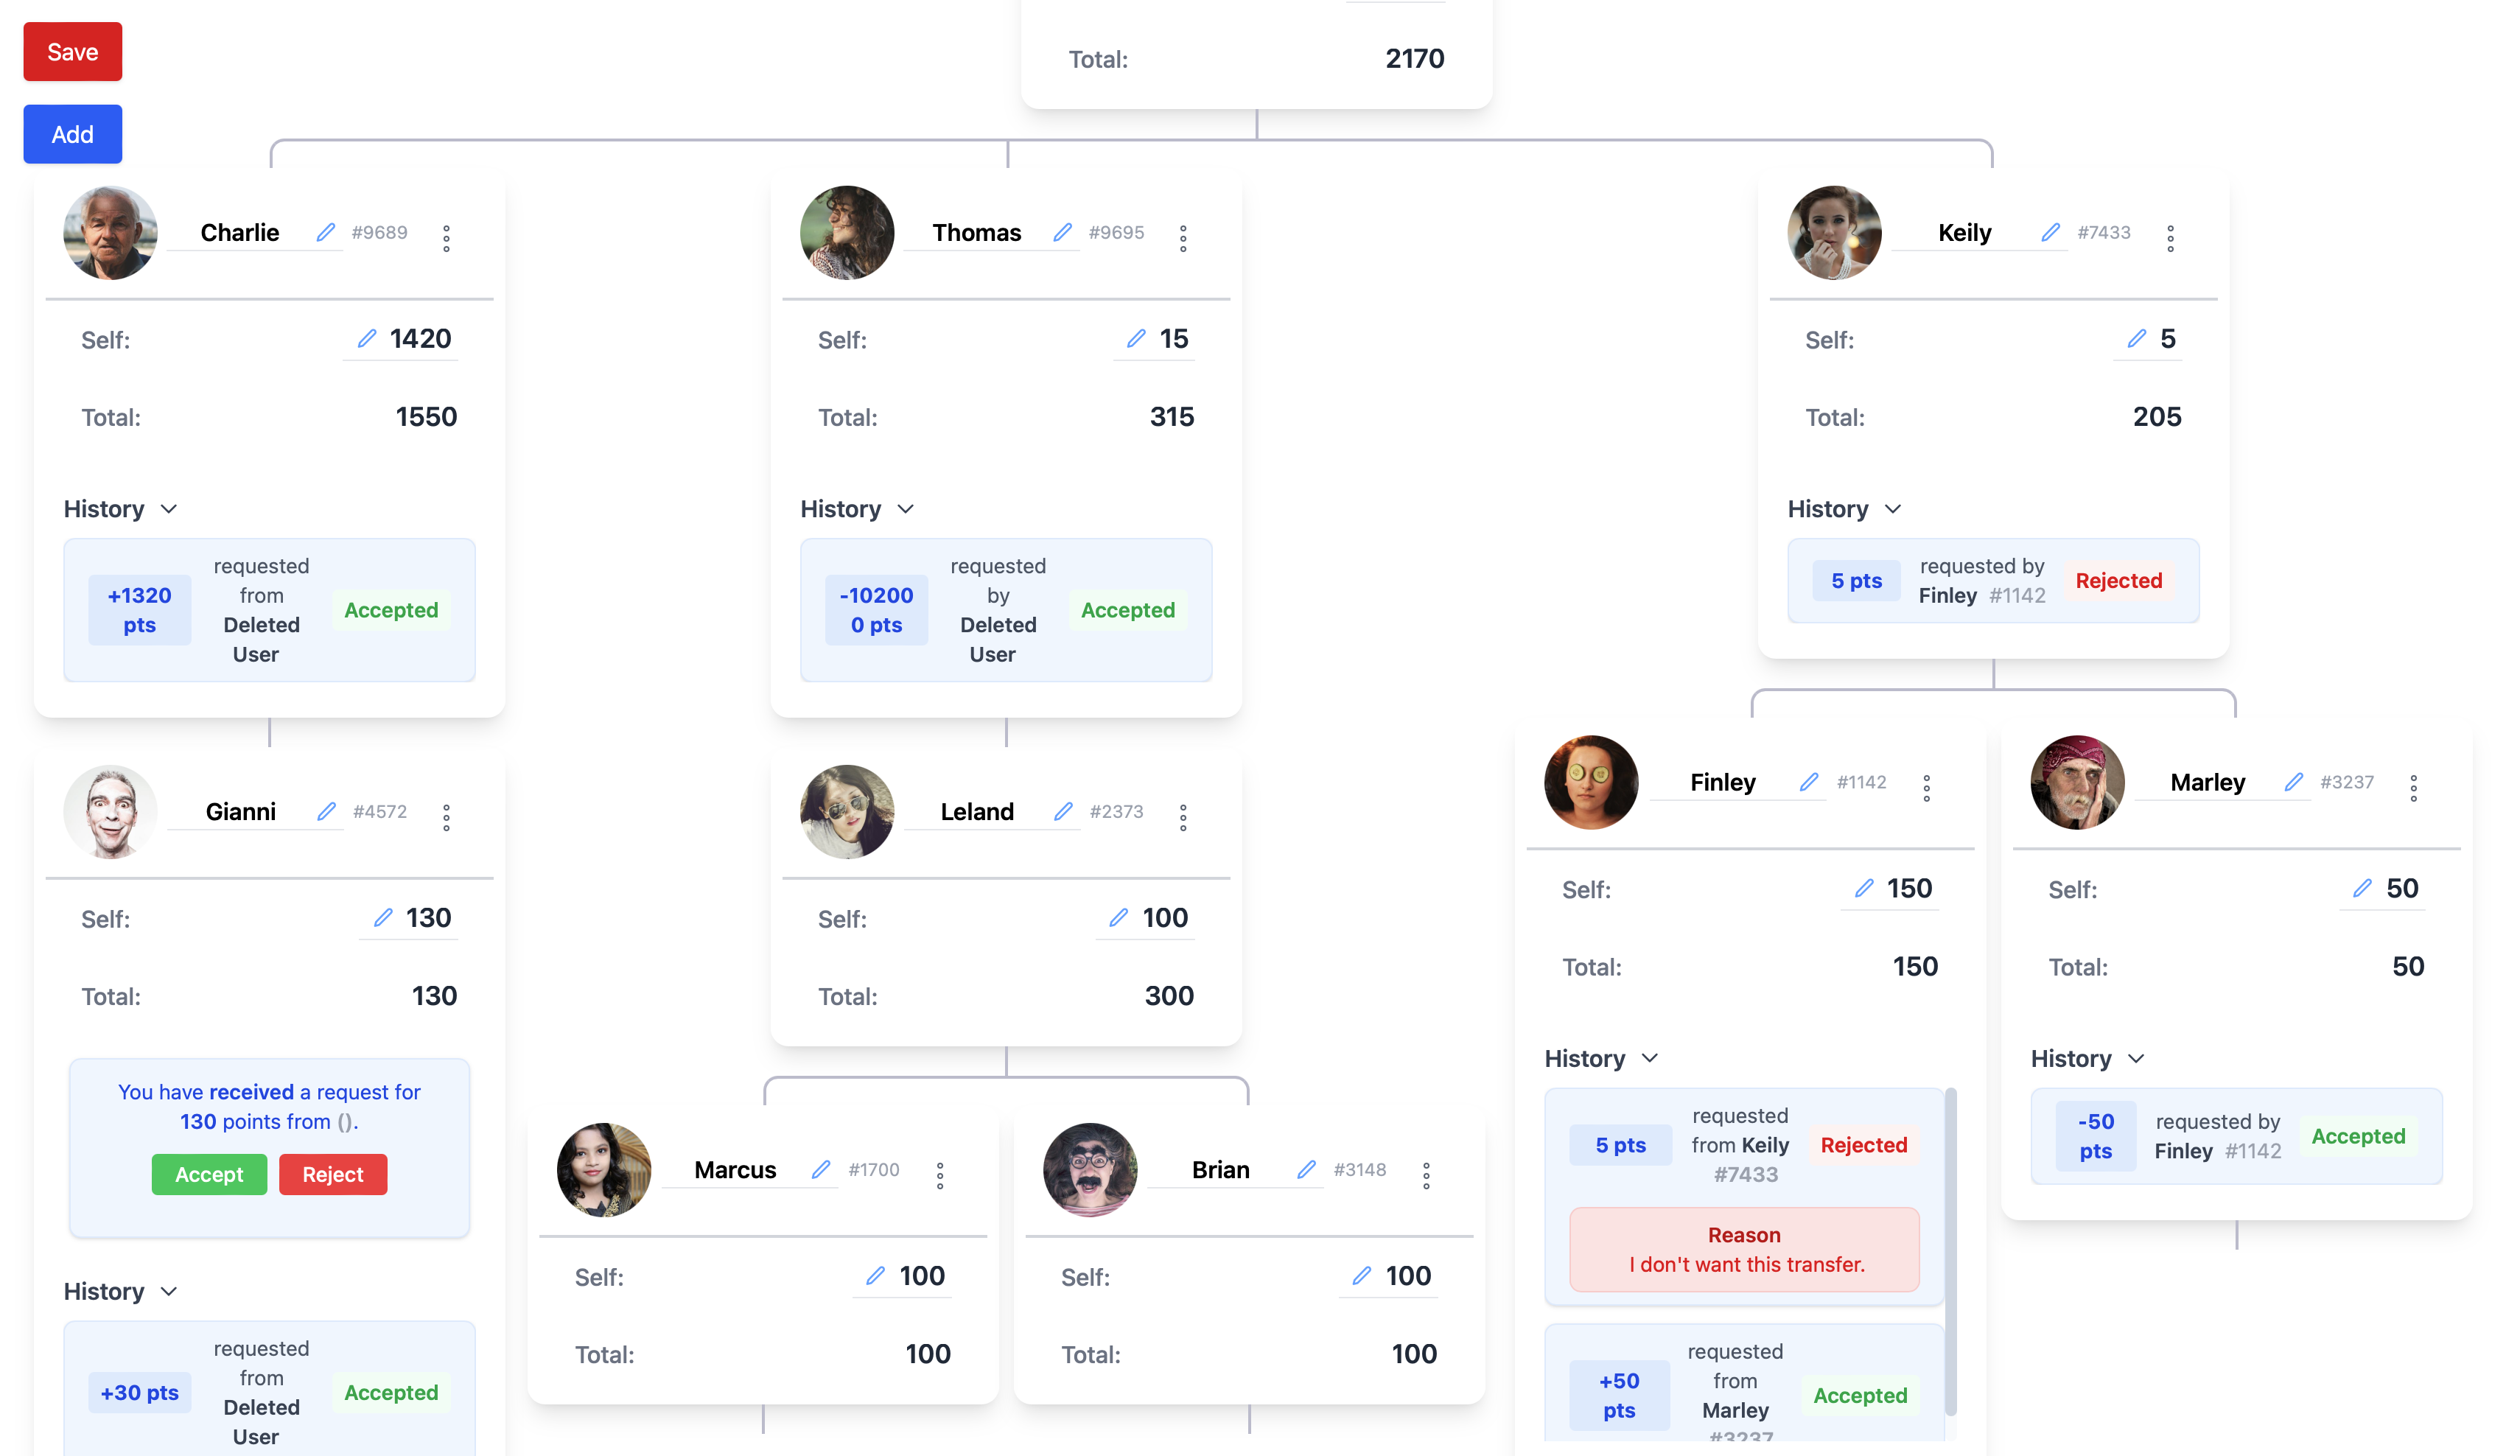 Save
Add
Total: 2170
Charlie #9689
Self: 1420
Total: 1550
History
+1320
pts
requested
from
Deleted
User
Accepted
Thomas #9695
Self: 15
Total: 315
History
-10200
0 pts
requested
by
Deleted
User
Accepted
Keily #7433
Self: 5
Total: 205
History
5 pts
requested by
Finley #1142
Rejected
Gianni #4572
Self: 130
Total: 130
You have received a request for
130 points from ().
Accept Reject
History
+30 pts
requested
from
Deleted
User
Accepted
Leland #2373
Self: 100
Total: 300
Marcus #1700
Self: 100
Total: 100
Brian #3148
Self: 100
Total: 100
Finley #1142
Self: 150
Total: 150
History
5 pts
requested
from Keily
#7433
Rejected
Reason
I don't want this transfer.
+50
pts
requested
from
Marley
#3237
Accepted
Marley #3237
Self: 50
Total: 50
History
-50
pts
requested by
Finley #1142
Accepted